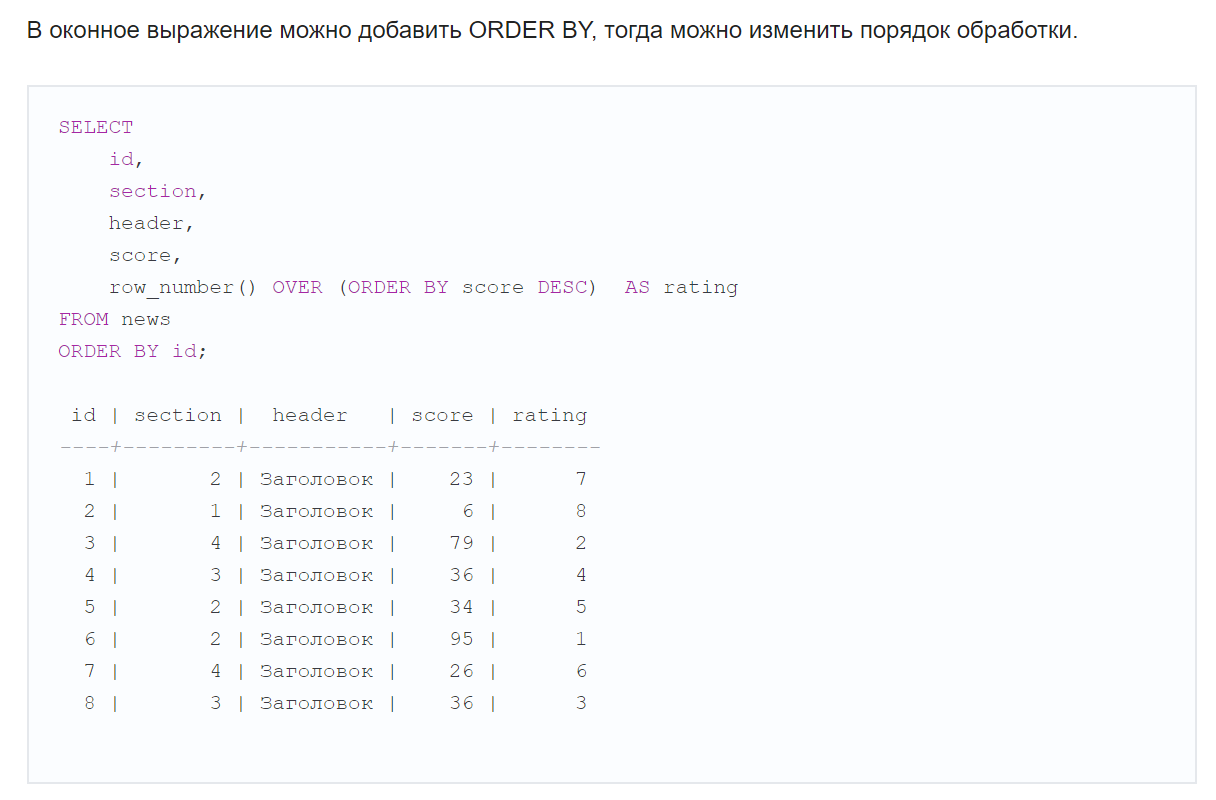 В оконное выражение можно добавить ORDER BY, тогда можно изменить порядок обработки.
SELECT
    id,
    section,
    header,
    score,
    row_number() OVER (ORDER BY score DESC)  AS rating
FROM news
ORDER BY id;
 id | section |  header   | score | rating
----+---------+-----------+-------+--------
  1 |       2 | Заголовок |    23 |      7
  2 |       1 | Заголовок |     6 |      8
  3 |       4 | Заголовок |    79 |      2
  4 |       3 | Заголовок |    36 |      4
  5 |       2 | Заголовок |    34 |      5
  6 |       2 | Заголовок |    95 |      1
  7 |       4 | Заголовок |    26 |      6
  8 |       3 | Заголовок |    36 |      3